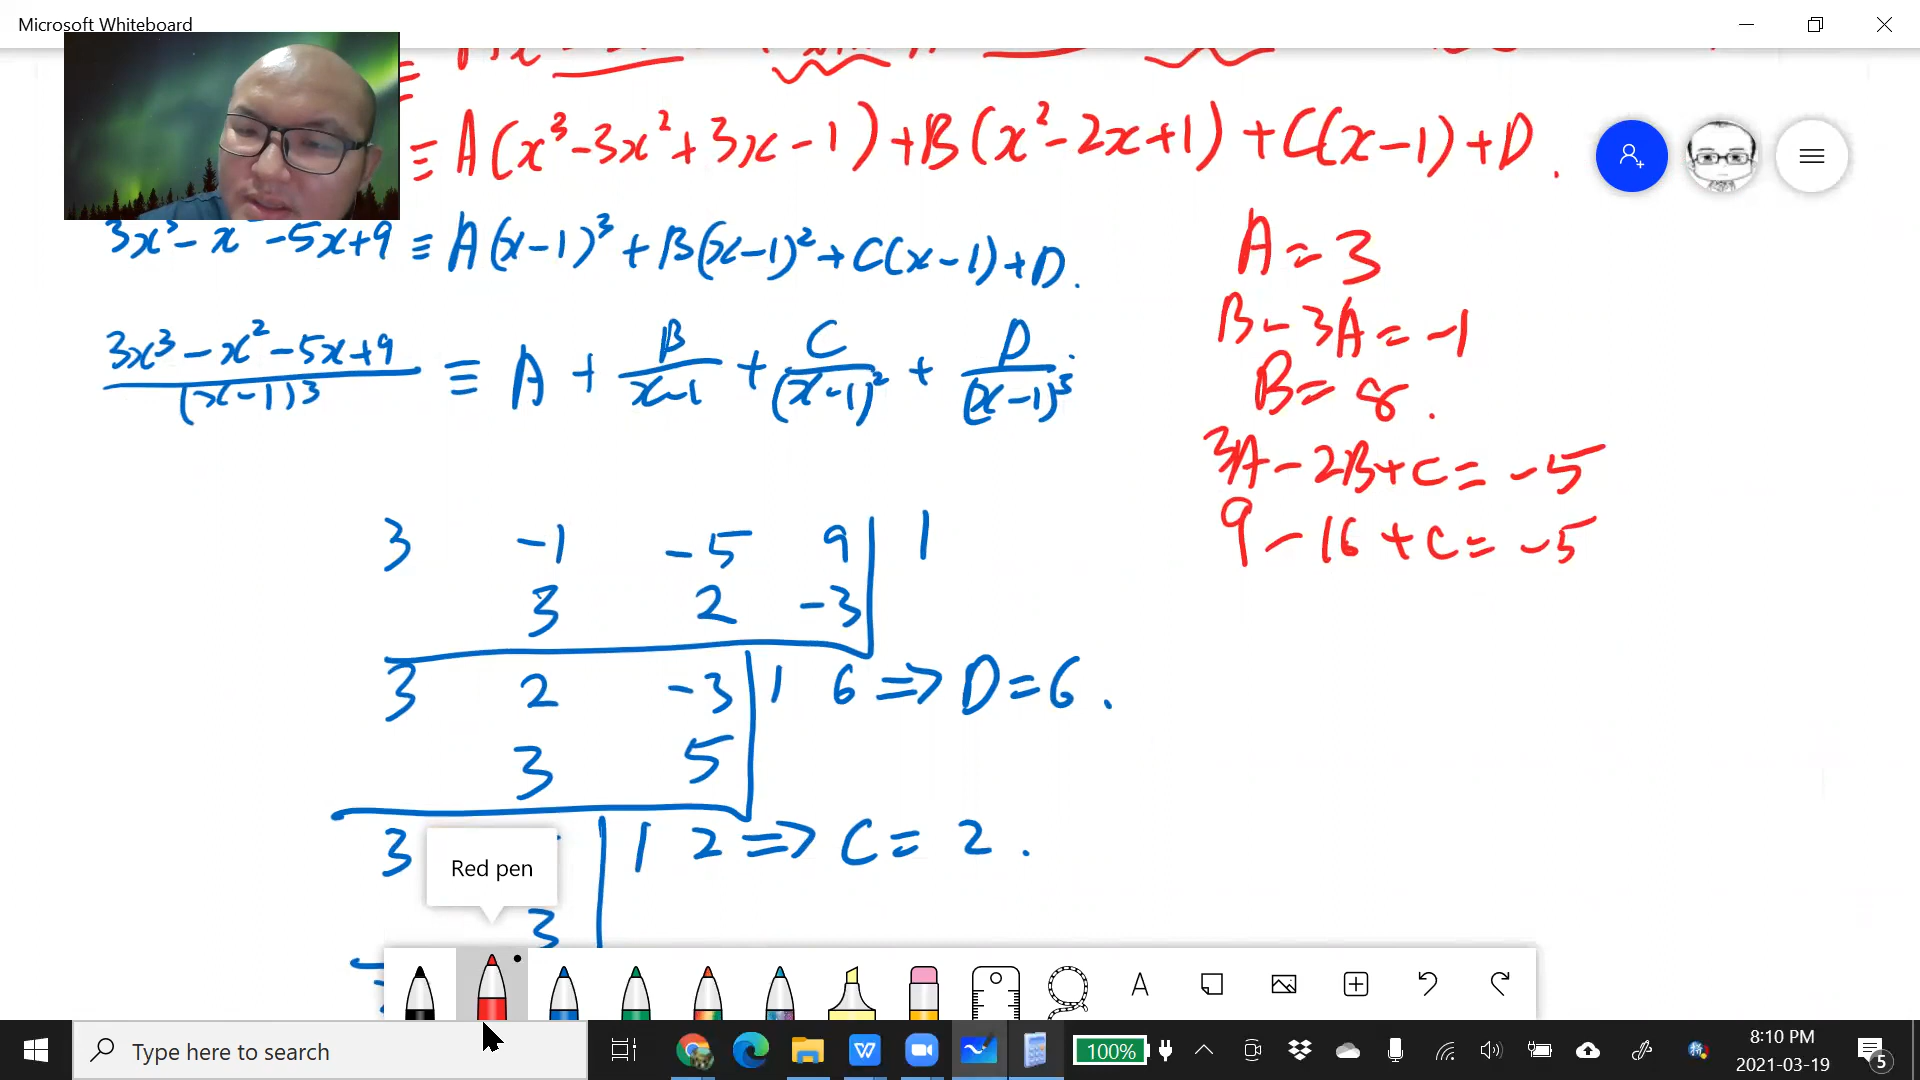 Microsoft Whiteboard
≡ A(x³-3x²+3x-1)+B(x²-2x+1)+C(x-1)+D.
3x³-x²-5x+9 ≡ A(x-1)³+B(x-1)²+C(x-1)+D.
A=3
B-3A=-1
B=8.
3A-2B+C=-5
9-16+C=-5
3x³-x²-5x+9 / (x-1)³ ≡ A + B/(x-1) + C/(x-1)² + D/(x-1)³.
3 -1 -5 9 | 1
3 2 -3
3 2 -3 | 1 6 => D=6.
3 5
3 | 1 2 => C=2.
3
Red pen
Type here to search
100%
8:10 PM
2021-03-19
5